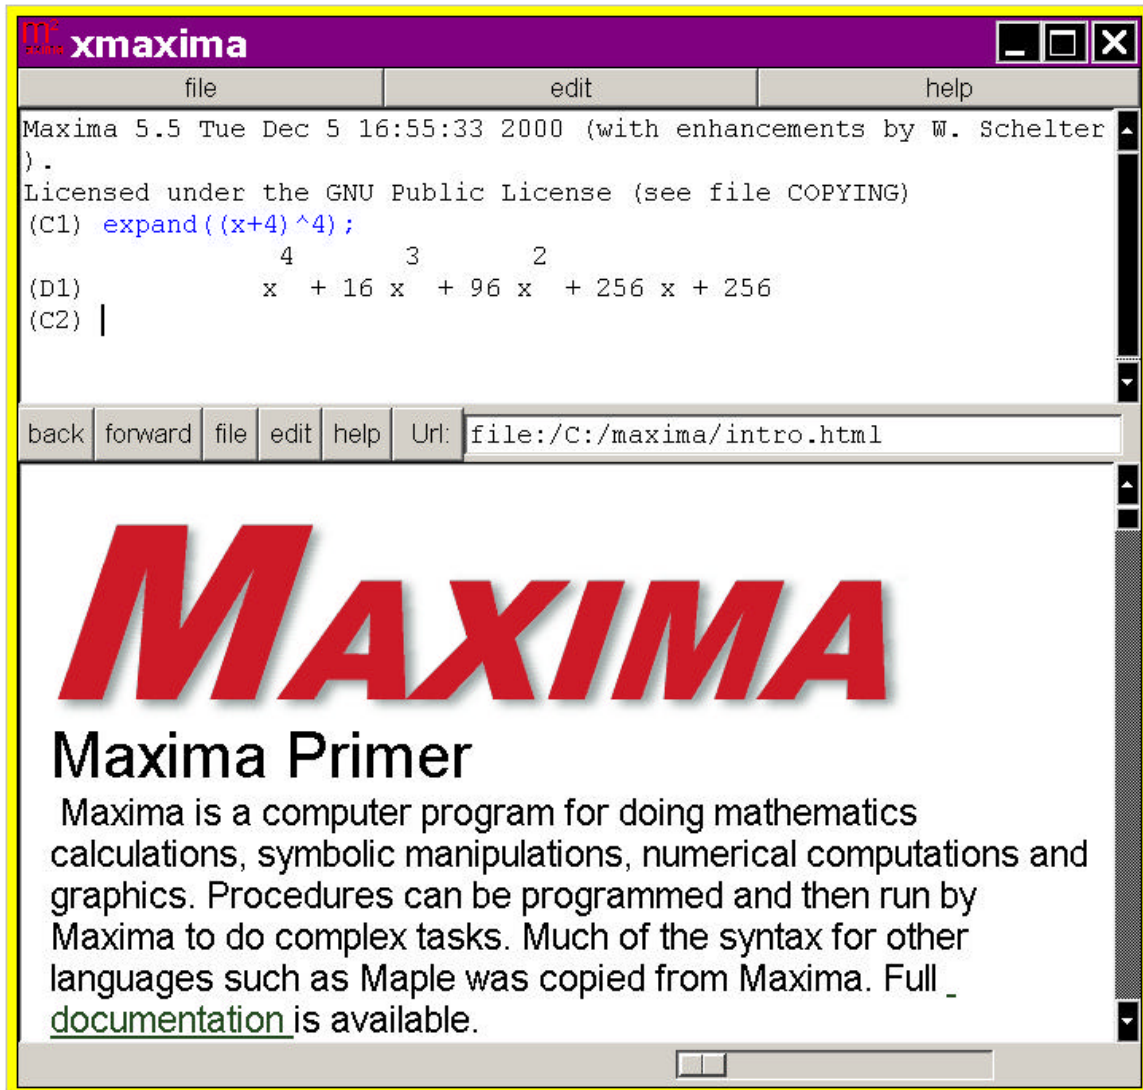 xmaxima
file edit help
Maxima 5.5 Tue Dec 5 16:55:33 2000 (with enhancements by W. Schelter
).
Licensed under the GNU Public License (see file COPYING)
(C1) expand((x+4)^4);
4 3 2
(D1) x + 16 x + 96 x + 256 x + 256
(C2)
back forward file edit help Url: file:/C:/maxima/intro.html
MAXIMA
Maxima Primer
Maxima is a computer program for doing mathematics
calculations, symbolic manipulations, numerical computations and
graphics. Procedures can be programmed and then run by
Maxima to do complex tasks. Much of the syntax for other
languages such as Maple was copied from Maxima. Full
documentation is available.